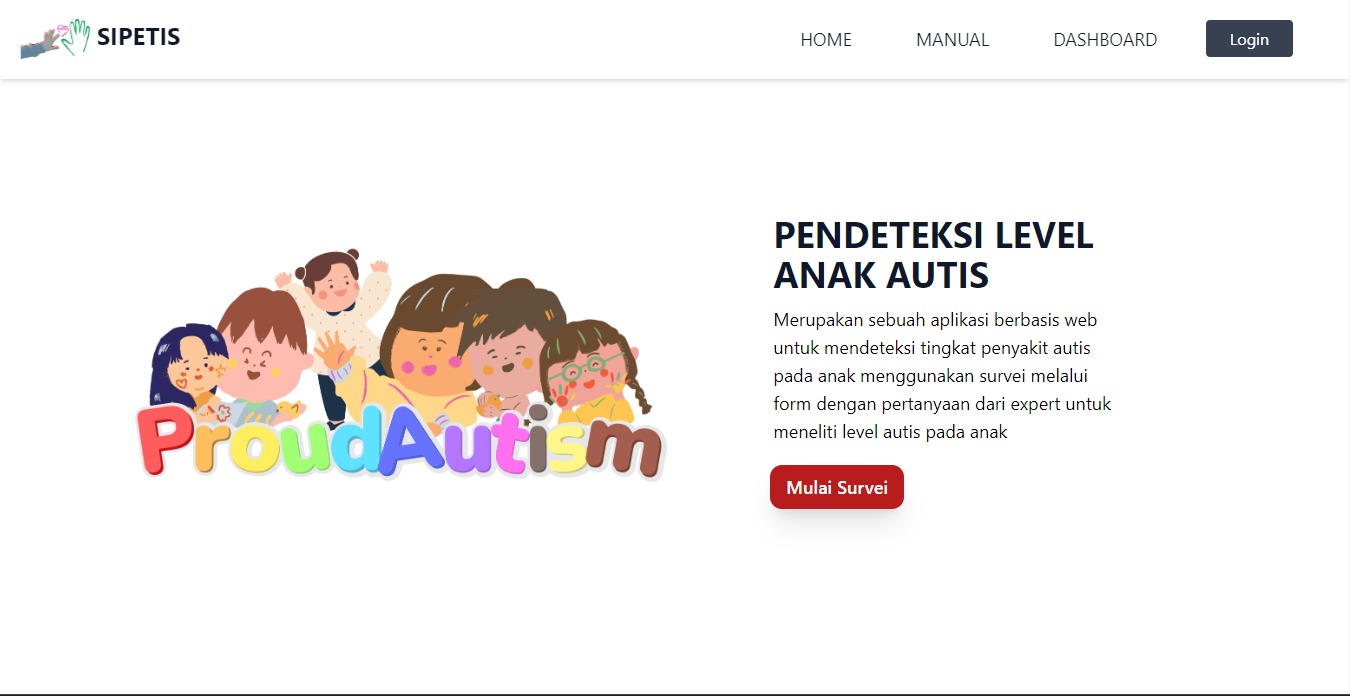 SIPETIS
HOME
MANUAL
DASHBOARD
Login
PENDETEKSI LEVEL
ANAK AUTIS
Merupakan sebuah aplikasi berbasis web
untuk mendeteksi tingkat penyakit autis
pada anak menggunakan survei melalui
form dengan pertanyaan dari expert untuk
meneliti level autis pada anak
Mulai Survei
ProudAutism